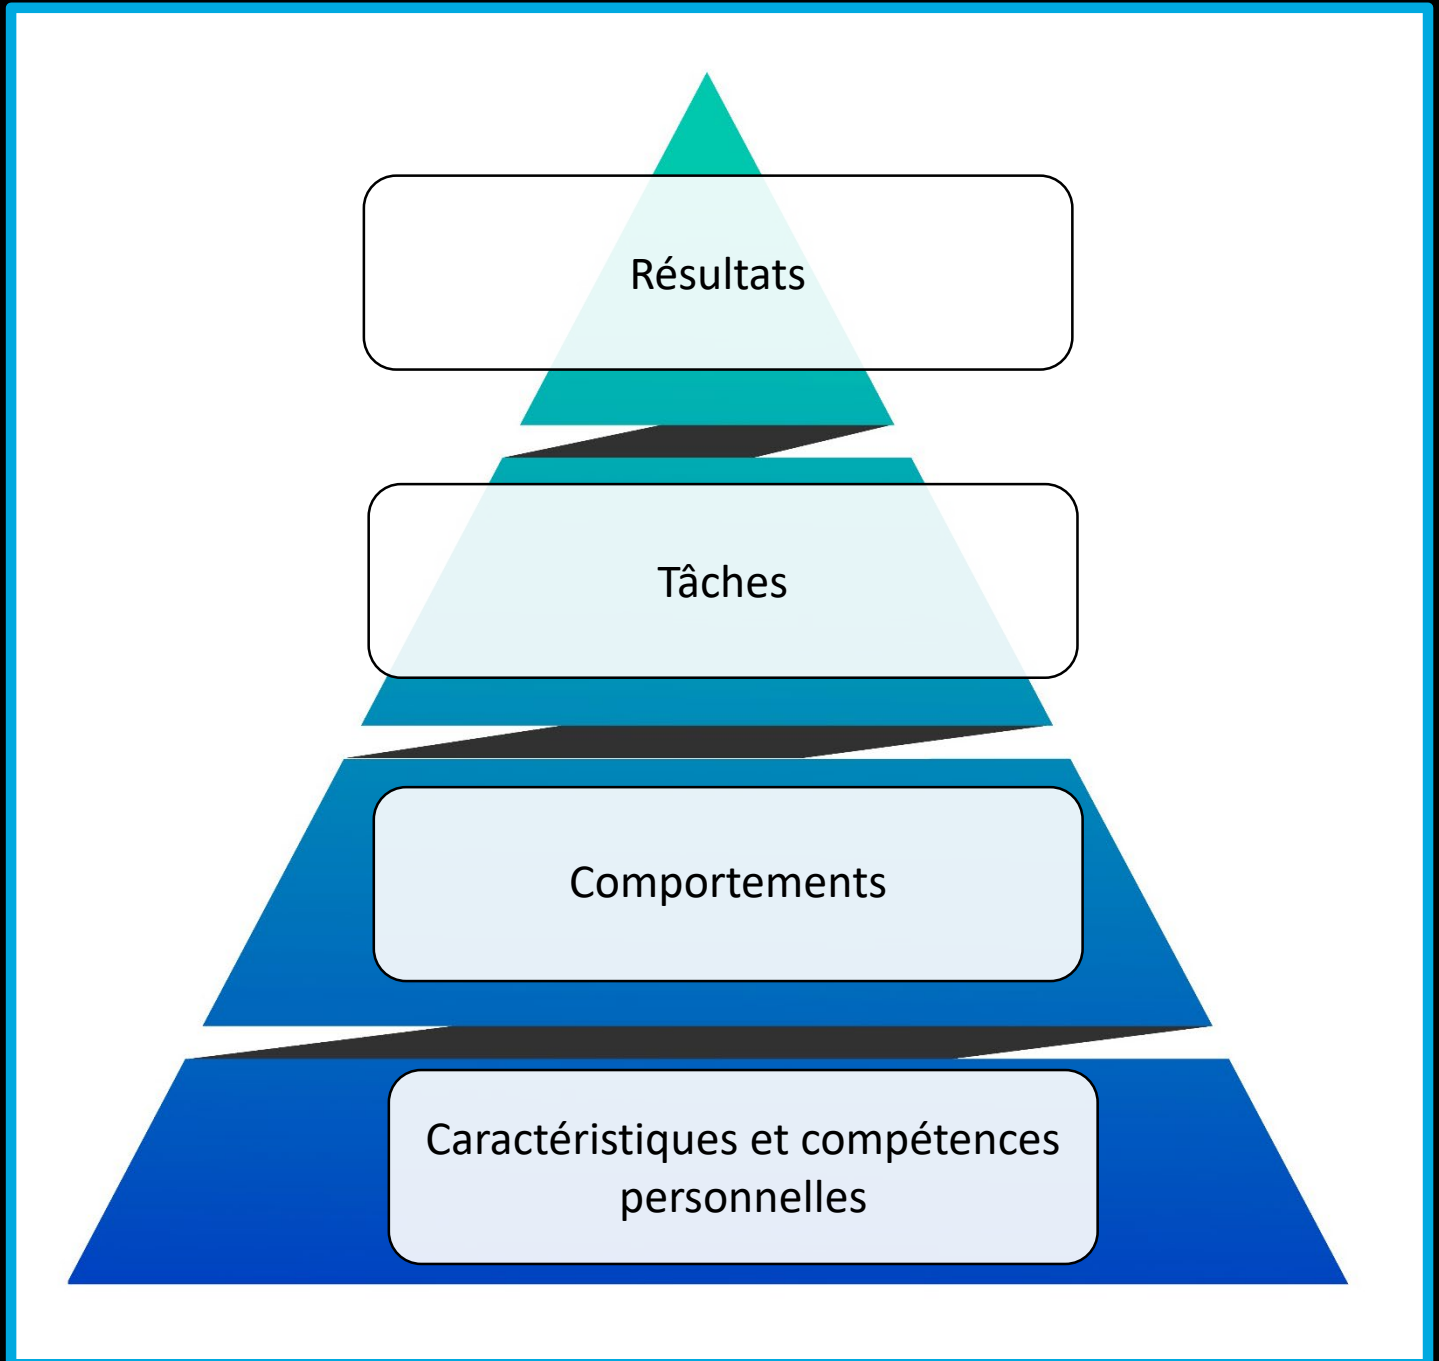 Résultats
Tâches
Comportements
Caractéristiques et compétences
personnelles